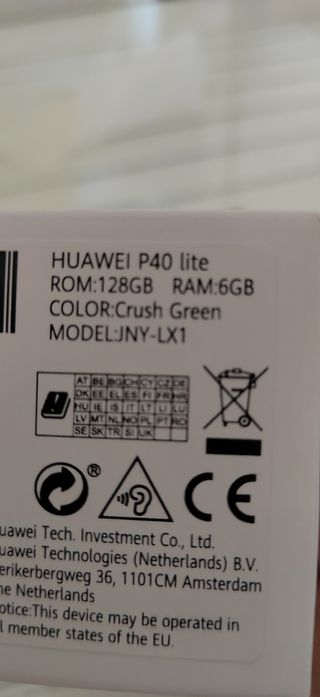 HUAWEI P40 lite
ROM:128GB RAM:6GB
COLOR:Crush Green
MODEL:JNY-LX1
AT BE BG CH CY CZ DE
DK EE EL ES FI FR HR
HU IE IS IT LT LI LU
LV MT NL NO PL PT RO
SE SK TR SI UK
®
CE
uawei Tech. Investment Co., Ltd.
uawei Technologies (Netherlands) B.V.
erikerbergweg 36, 1101CM Amsterdam
he Netherlands
otice:This device may be operated in
l member states of the EU.